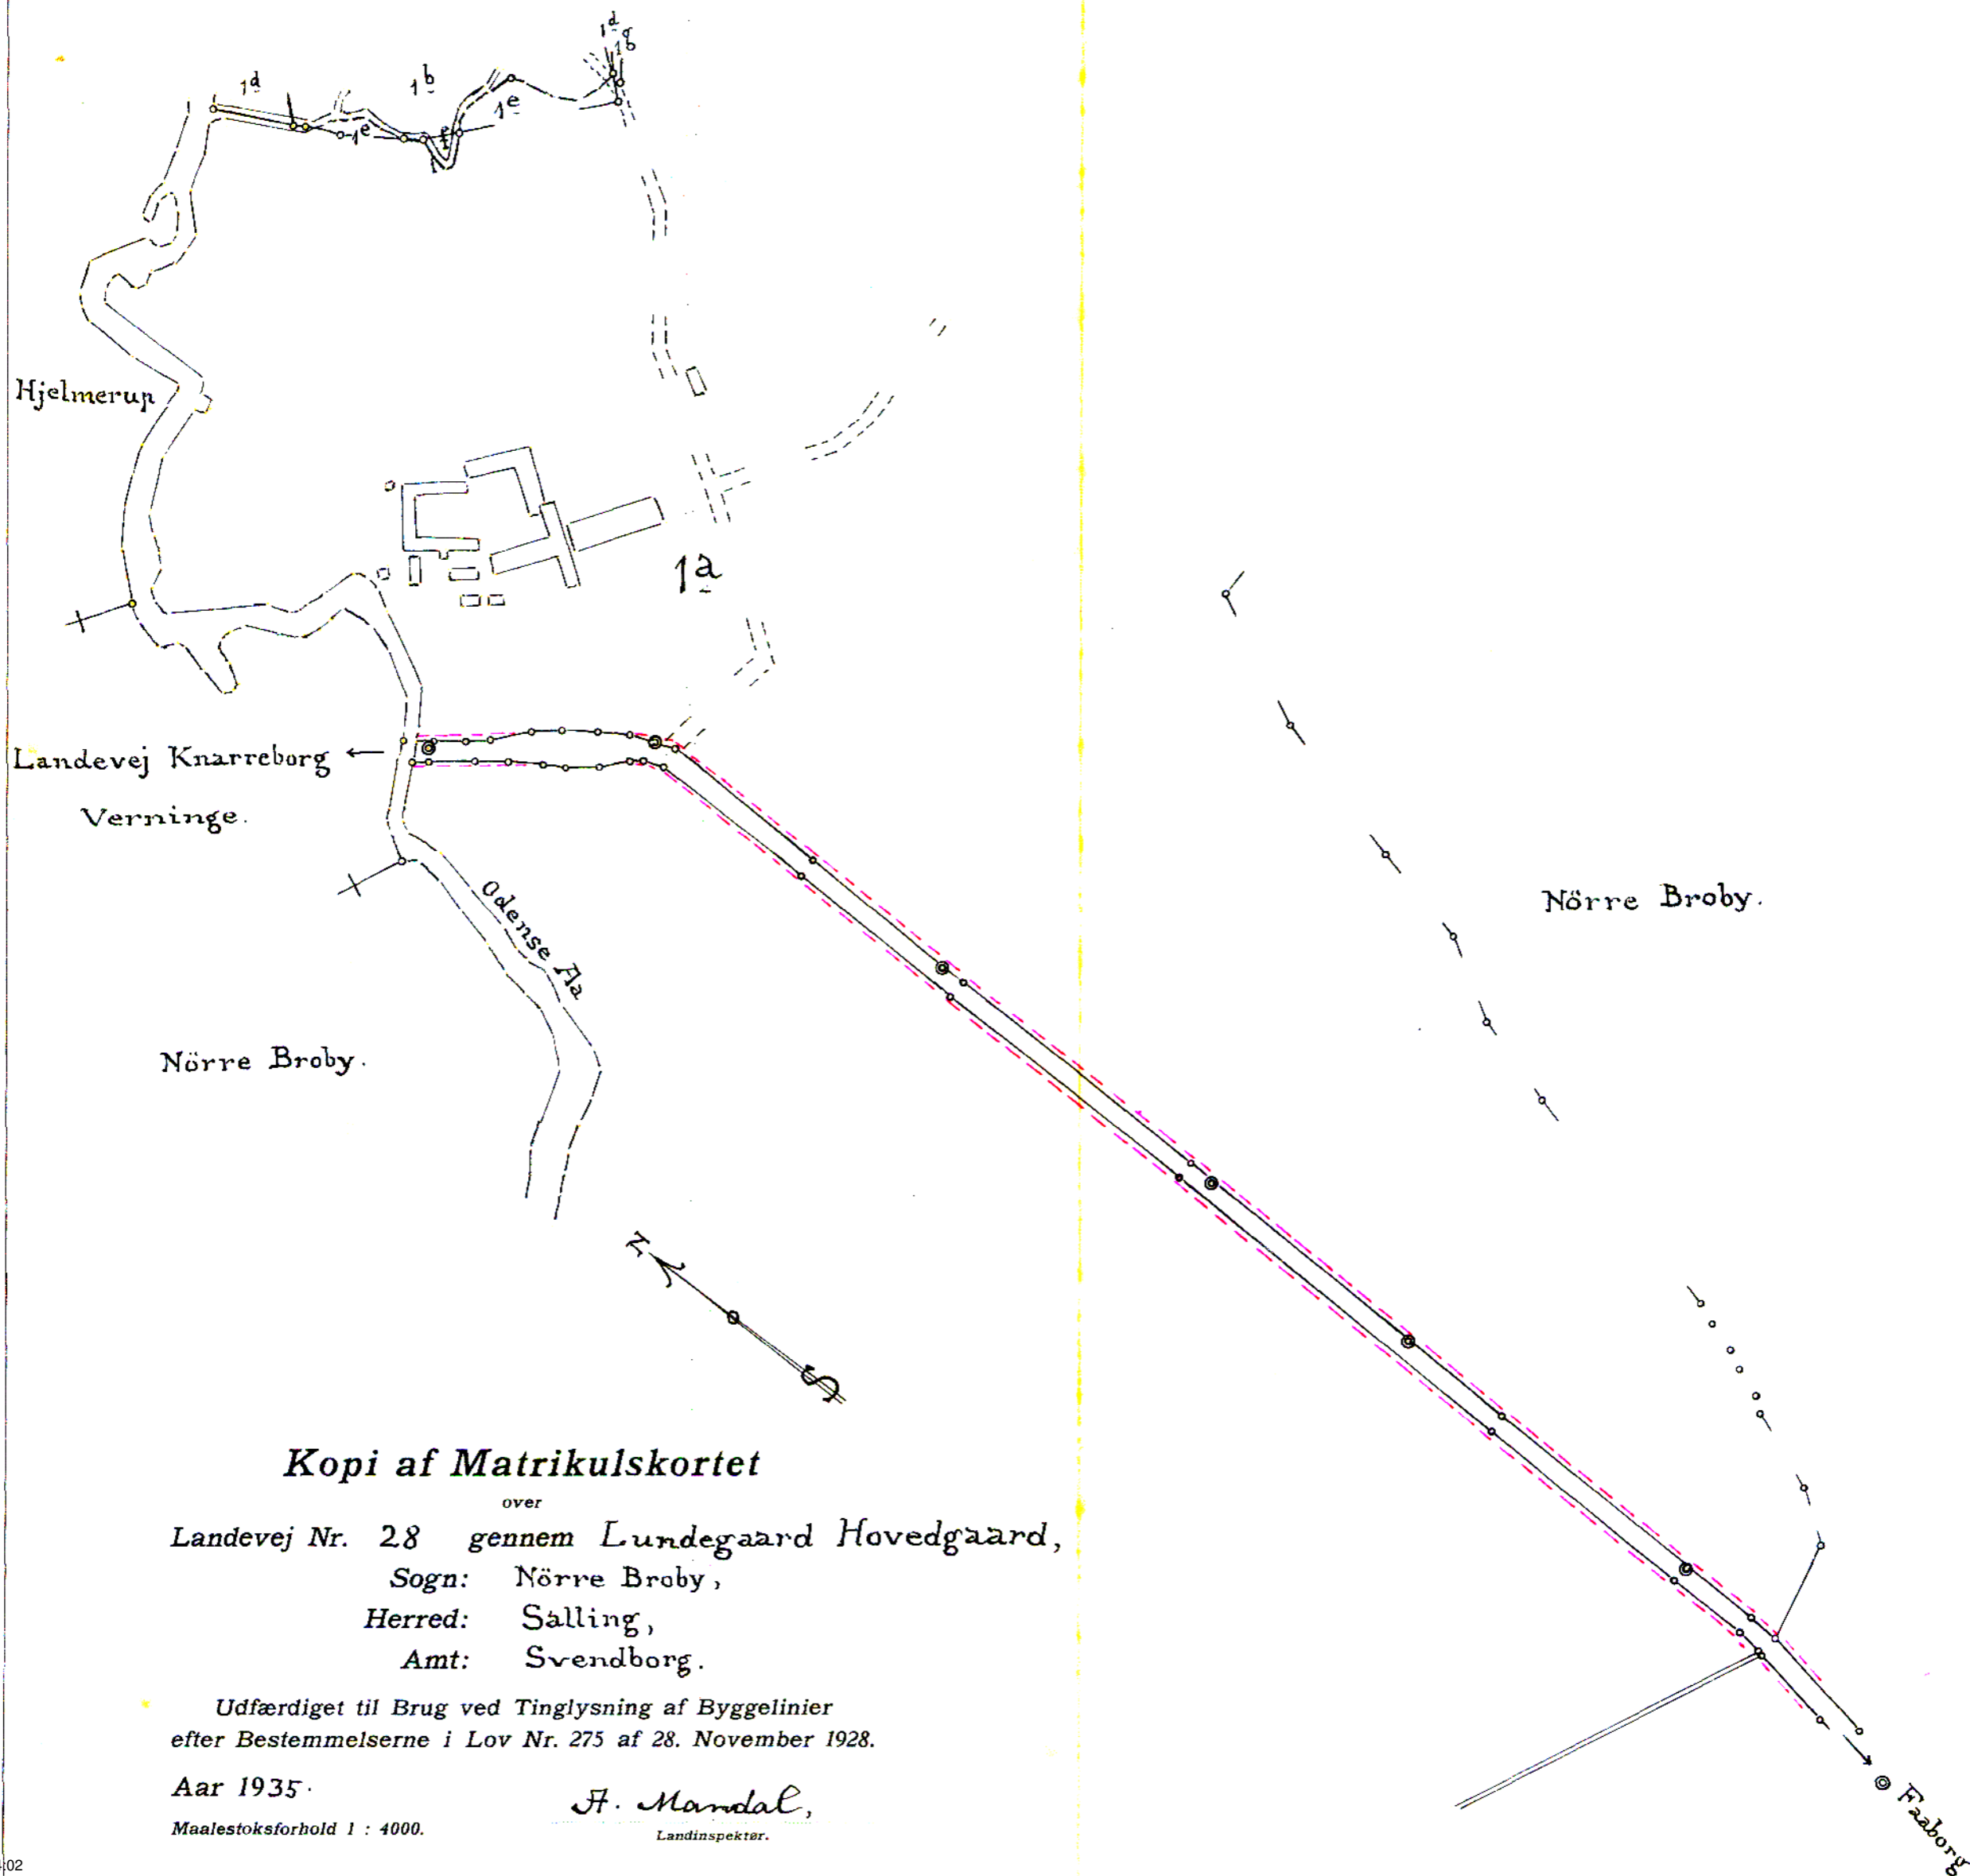 1d
1g
1d
1b
1e
1e
f
Hjelmerup
1a
Landevej Knarreborg
Verninge.
Odense Aa
Nörre Broby.
Nörre Broby.
N
S
Kopi af Matrikulskortet
over
Landevej Nr. 28 gennem Lundegaard Hovedgaard,
Sogn: Nörre Broby,
Herred: Salling,
Amt: Svendborg.
Udfærdiget til Brug ved Tinglysning af Byggelinier
efter Bestemmelserne i Lov Nr. 275 af 28. November 1928.
Aar 1935.
A. Mandal,
Maalestoksforhold 1 : 4000.
Landinspektør.
Faaborg
:02